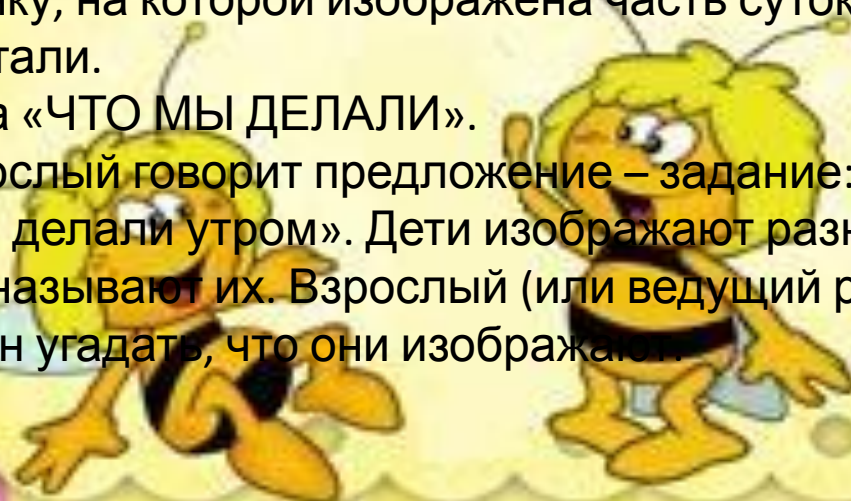 ку, на которой изображена часть суток
тали.
а «ЧТО МЫ ДЕЛАЛИ».
ослый говорит предложение – задание:
делали утром». Дети изображают разн
называют их. Взрослый (или ведущий р
н угадать, что они изображают.